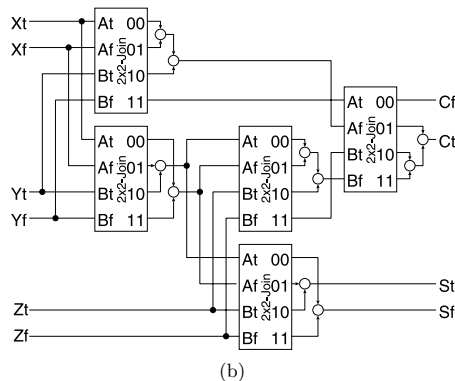 Xt
Xf
At 00
Af 01
Bt 10
Bf 11
2x2-Join
At 00
Af 01
Bt 10
Bf 11
2x2-Join
Cf
Ct
At 00
Af 01
Bt 10
Bf 11
2x2-Join
At 00
Af 01
Bt 10
Bf 11
2x2-Join
Yt
Yf
At 00
Af 01
Bt 10
Bf 11
2x2-Join
St
Sf
Zt
Zf
(b)